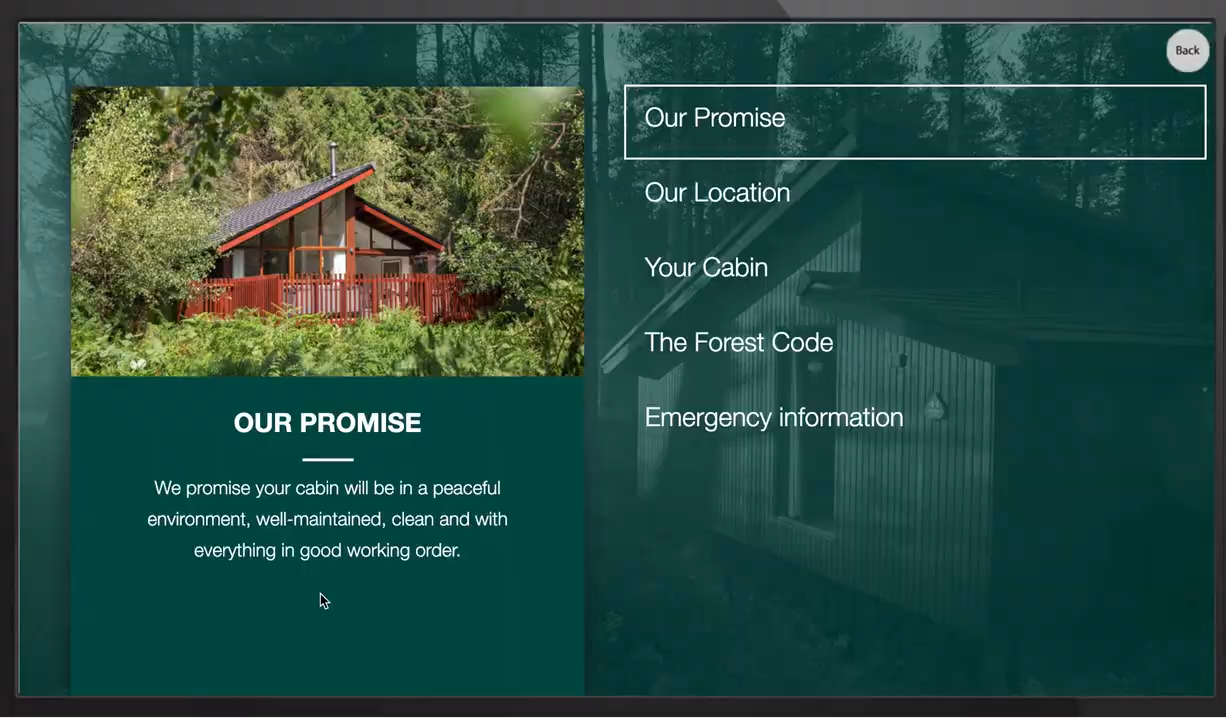 Back
OUR PROMISE
We promise your cabin will be in a peaceful
environment, well-maintained, clean and with
everything in good working order.
Our Promise
Our Location
Your Cabin
The Forest Code
Emergency information